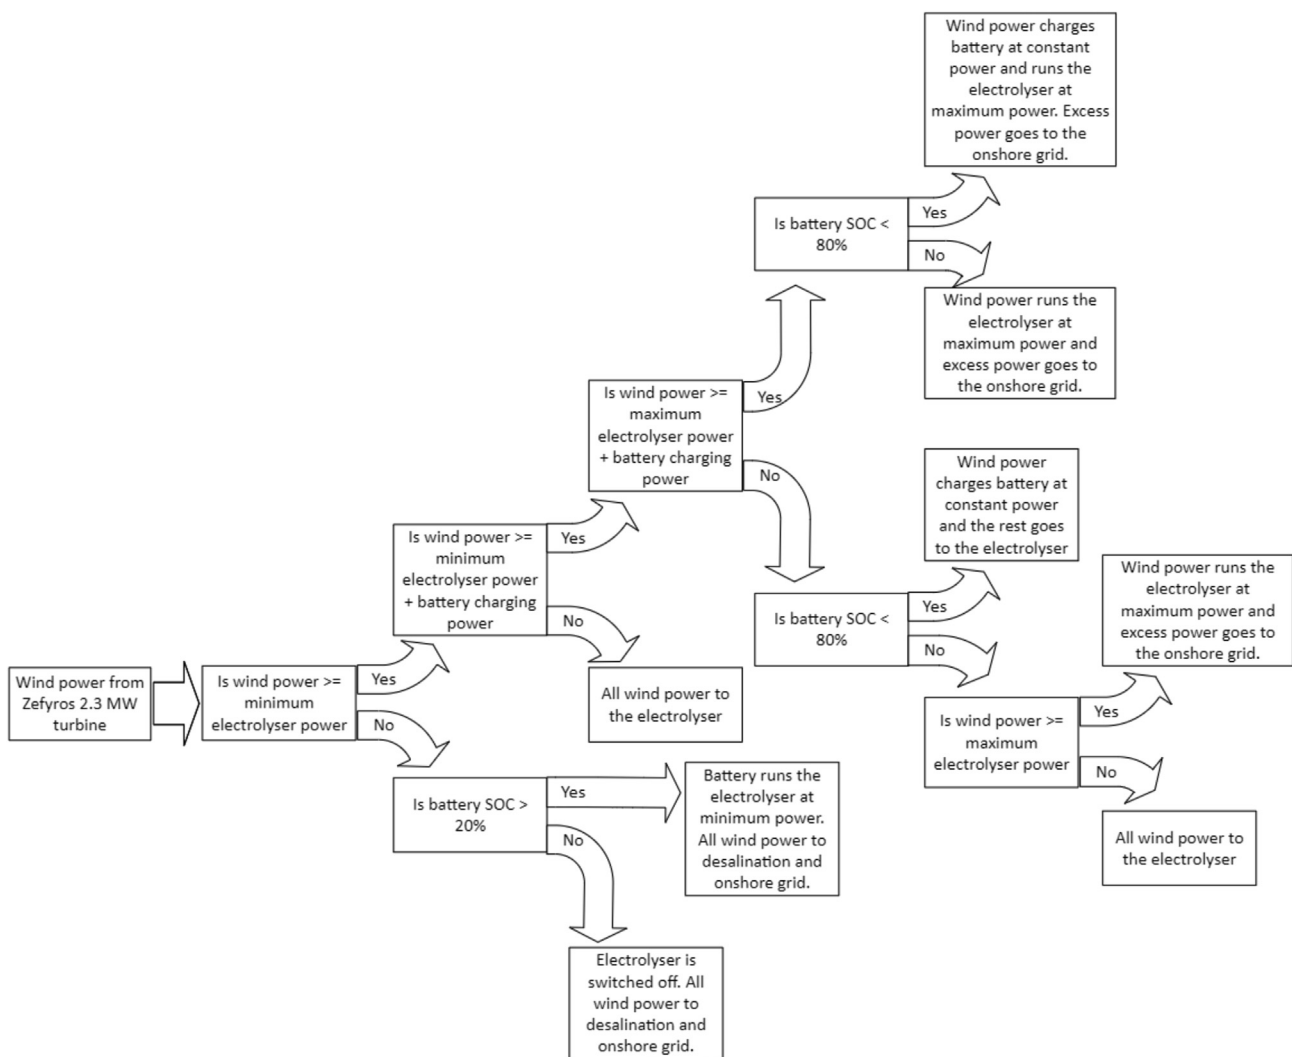 Wind power charges
battery at constant
power and runs the
electrolyser at
maximum power. Excess
power goes to the
onshore grid.
Is battery SOC <
80%
Yes
No
Wind power runs the
electrolyser at
maximum power and
excess power goes to
the onshore grid.
Is wind power >=
maximum
electrolyser power
+ battery charging
power
Yes
No
Wind power
charges battery at
constant power
and the rest goes
to the electrolyser
Is wind power >=
minimum
electrolyser power
+ battery charging
power
Yes
No
Is battery SOC <
80%
Yes
No
Wind power runs the
electrolyser at
maximum power and
excess power goes to
the onshore grid.
Wind power from
Zefyros 2.3 MW
turbine
Is wind power >=
minimum
electrolyser power
Yes
No
All wind power to
the electrolyser
Is wind power >=
maximum
electrolyser power
Yes
No
Is battery SOC >
20%
Yes
No
Battery runs the
electrolyser at
minimum power.
All wind power to
desalination and
onshore grid.
All wind power to
the electrolyser
Electrolyser is
switched off. All
wind power to
desalination and
onshore grid.